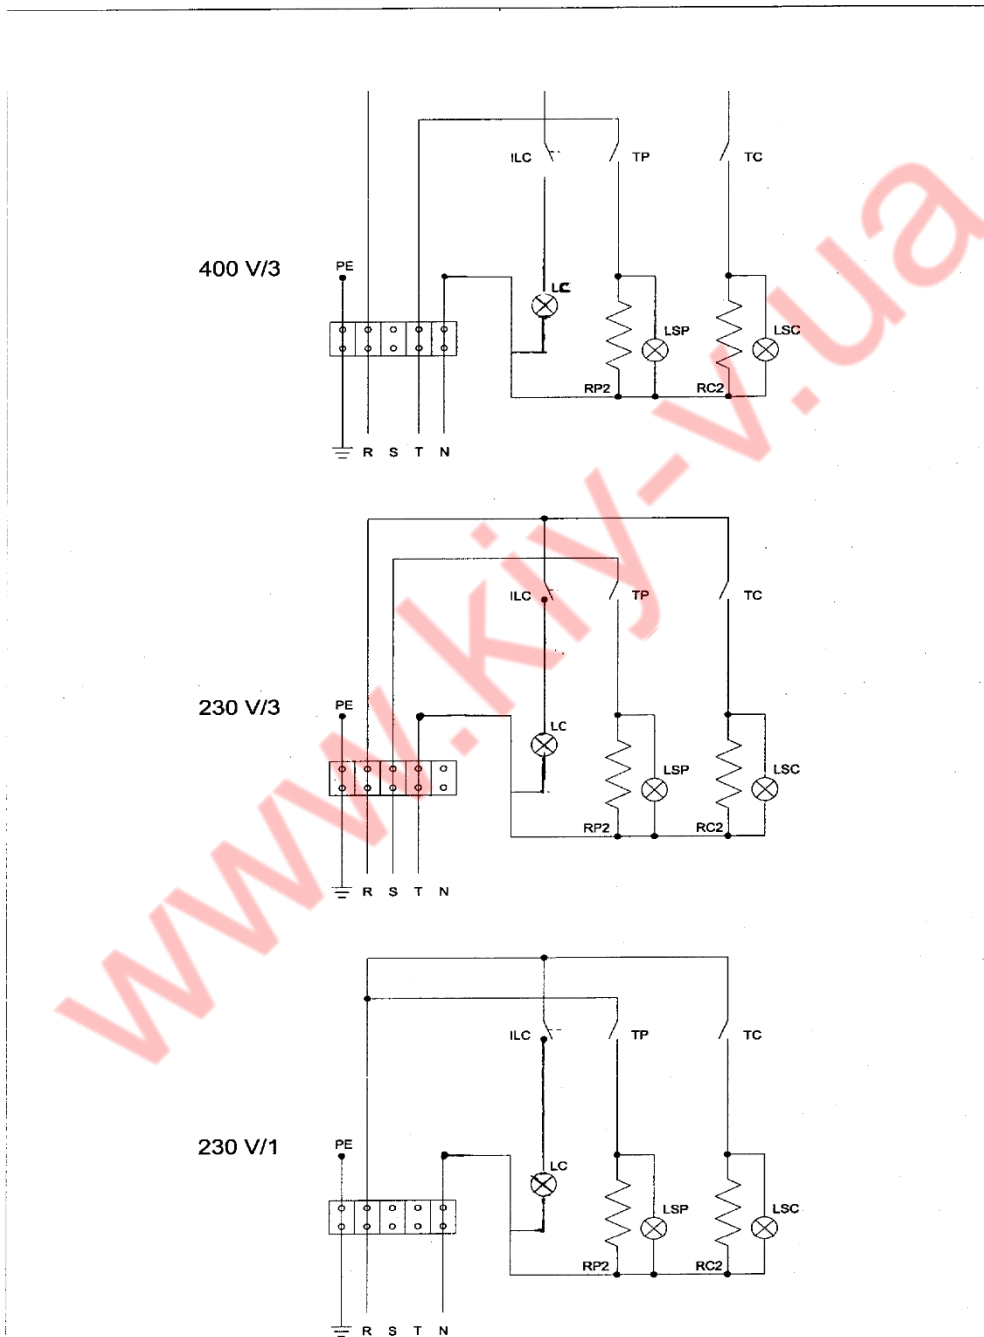 ILC TP TC
400 V/3 PE
LC
LSP LSC
RP2 RC2
R S T N
ILC TP TC
230 V/3 PE
LC
LSP LSC
RP2 RC2
R S T N
ILC TP TC
230 V/1 PE
LC
LSP LSC
RP2 RC2
R S T N
www.kiy-v.ua